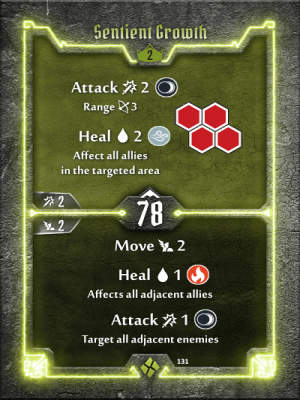 Sentient Growth
2
Attack 2
Range 3
Heal 2
Affect all allies
in the targeted area
2
78
2
Move 2
Heal 1
Affects all adjacent allies
Attack 1
Target all adjacent enemies
131